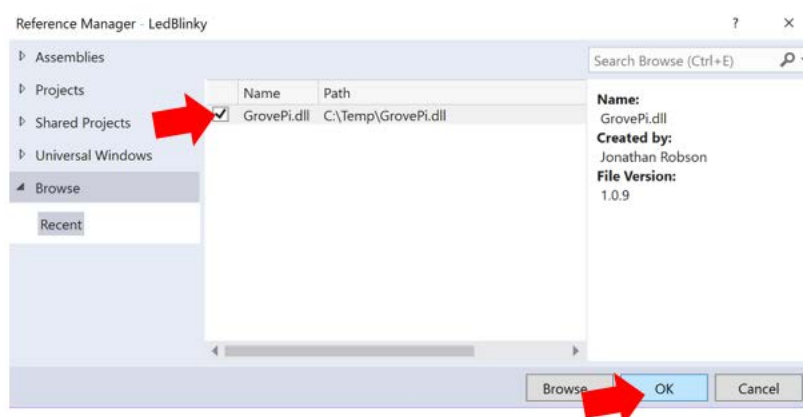 Reference Manager - LedBlinky ? ×
Assemblies
Projects
Shared Projects
Universal Windows
Browse
Recent
Name Path
GrovePi.dll C:\Temp\GrovePi.dll
Search Browse (Ctrl+E)
Name:
GrovePi.dll
Created by:
Jonathan Robson
File Version:
1.0.9
Browse... OK Cancel